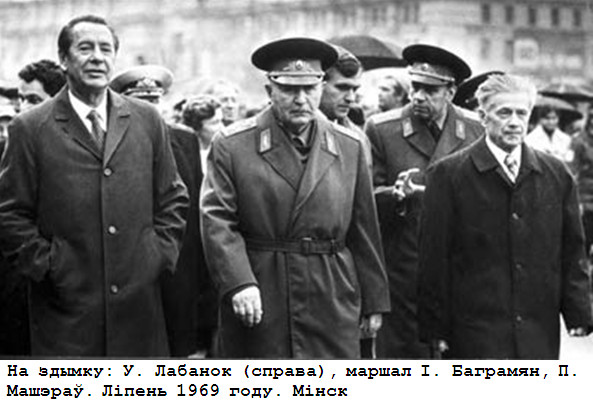 На здымку: У. Лабанок (справа), маршал І. Баграмян, П.
Машэраў. Ліпень 1969 году. Мінск